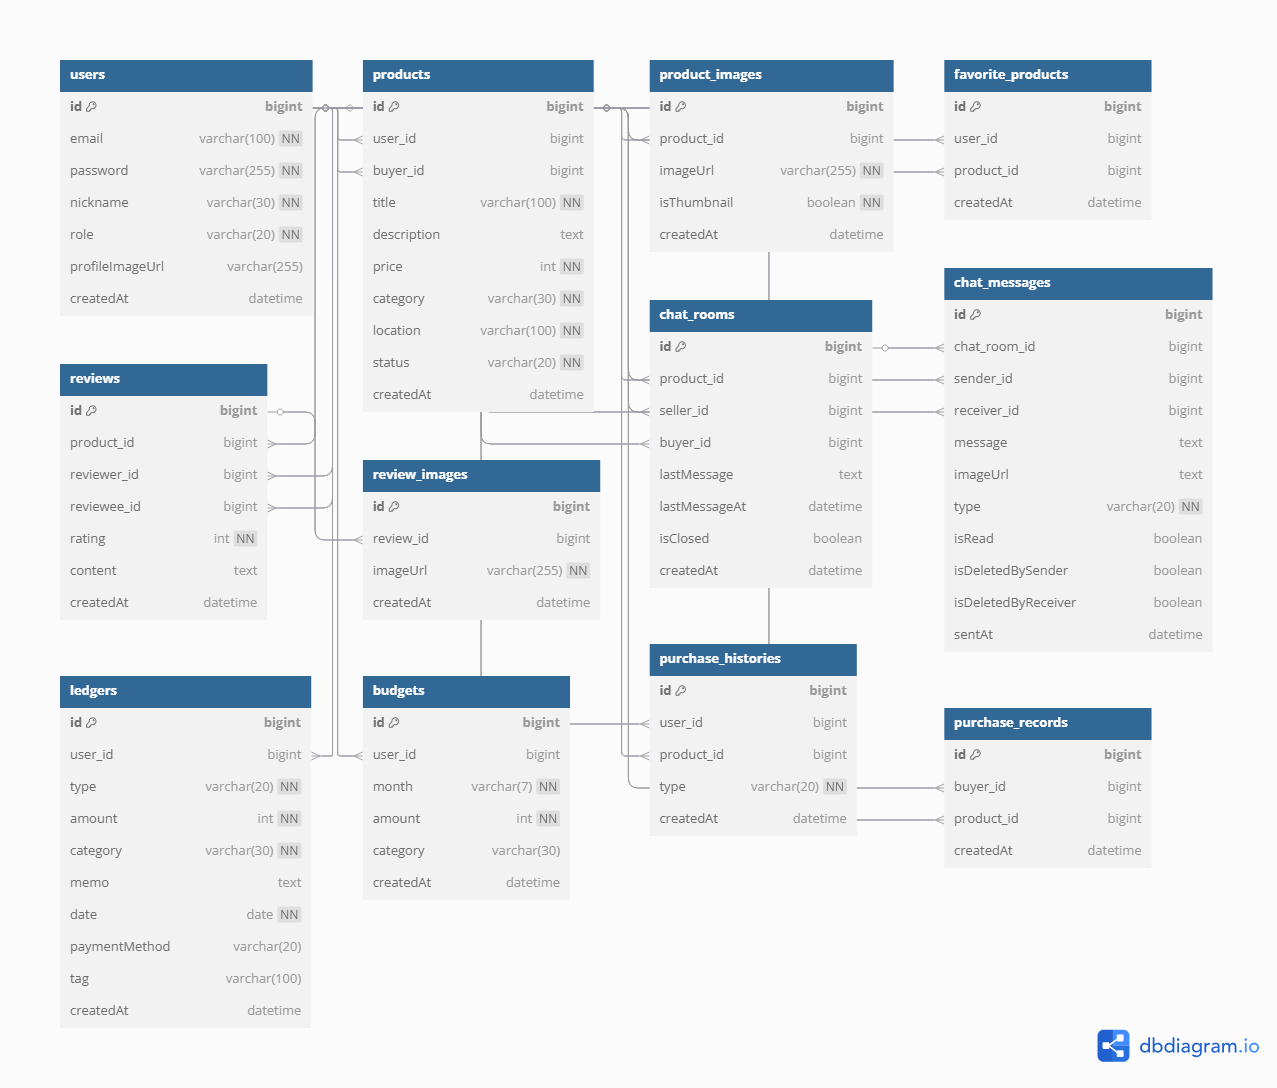 users
id bigint
email varchar(100) NN
password varchar(255) NN
nickname varchar(30) NN
role varchar(20) NN
profileImageUrl varchar(255)
createdAt datetime
products
id bigint
user_id bigint
buyer_id bigint
title varchar(100) NN
description text
price int NN
category varchar(30) NN
location varchar(100) NN
status varchar(20) NN
createdAt datetime
product_images
id bigint
product_id bigint
imageUrl varchar(255) NN
isThumbnail boolean NN
createdAt datetime
favorite_products
id bigint
user_id bigint
product_id bigint
createdAt datetime
chat_rooms
id bigint
product_id bigint
seller_id bigint
buyer_id bigint
lastMessage text
lastMessageAt datetime
isClosed boolean
createdAt datetime
chat_messages
id bigint
chat_room_id bigint
sender_id bigint
receiver_id bigint
message text
imageUrl text
type varchar(20) NN
isRead boolean
isDeletedBySender boolean
isDeletedByReceiver boolean
sentAt datetime
reviews
id bigint
product_id bigint
reviewer_id bigint
reviewee_id bigint
rating int NN
content text
createdAt datetime
review_images
id bigint
review_id bigint
imageUrl varchar(255) NN
createdAt datetime
ledgers
id bigint
user_id bigint
type varchar(20) NN
amount int NN
category varchar(30) NN
memo text
date date NN
paymentMethod varchar(20)
tag varchar(100)
createdAt datetime
budgets
id bigint
user_id bigint
month varchar(7) NN
amount int NN
category varchar(30)
createdAt datetime
purchase_histories
id bigint
user_id bigint
product_id bigint
type varchar(20) NN
createdAt datetime
purchase_records
id bigint
buyer_id bigint
product_id bigint
createdAt datetime
dbdiagram.io